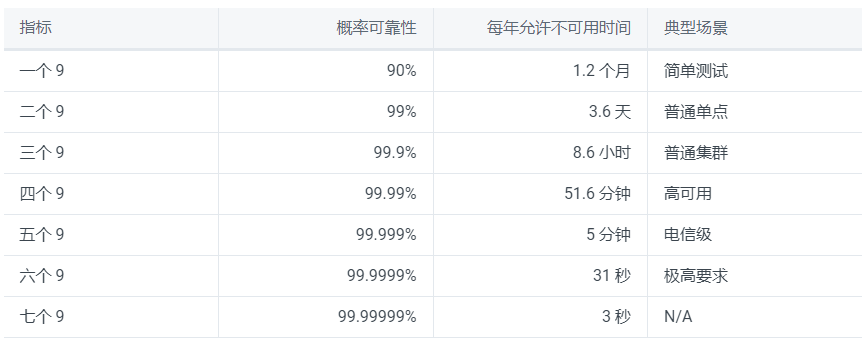 指标 概率可靠性 每年允许不可用时间 典型场景
一个 9 90% 1.2 个月 简单测试
二个 9 99% 3.6 天 普通单点
三个 9 99.9% 8.6 小时 普通集群
四个 9 99.99% 51.6 分钟 高可用
五个 9 99.999% 5 分钟 电信级
六个 9 99.9999% 31 秒 极高要求
七个 9 99.99999% 3 秒 N/A